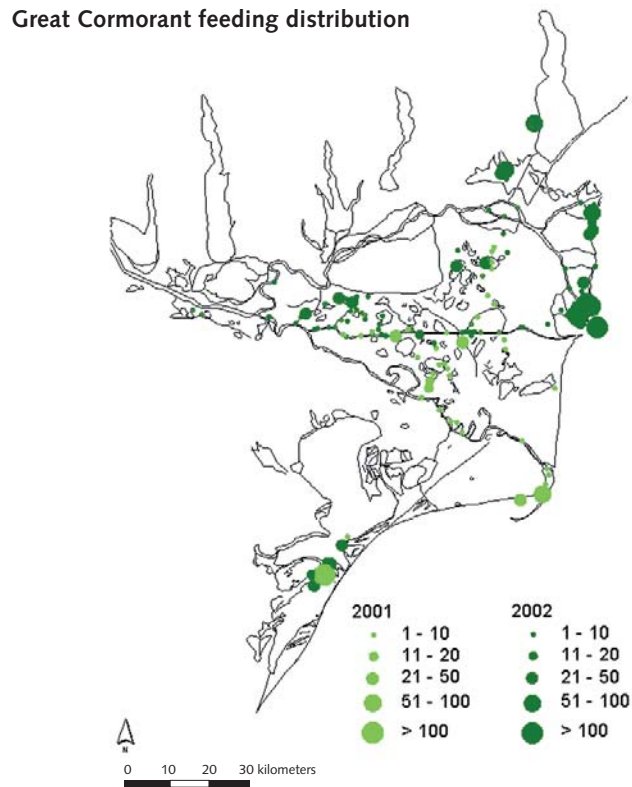 Great Cormorant feeding distribution
2001 2002
1 - 10 1 - 10
11 - 20 11 - 20
21 - 50 21 - 50
51 - 100 51 - 100
> 100 > 100
N
0 10 20 30 kilometers